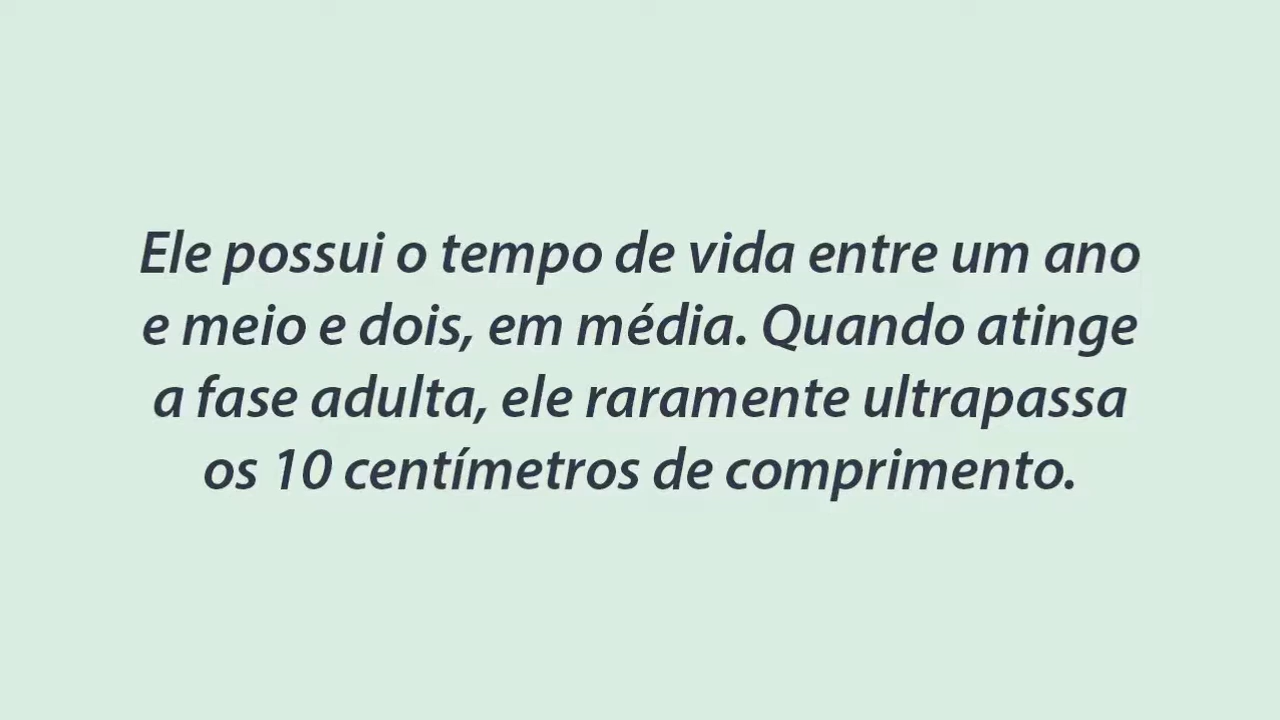 Ele possui o tempo de vida entre um ano
e meio e dois, em média. Quando atinge
a fase adulta, ele raramente ultrapassa
os 10 centímetros de comprimento.